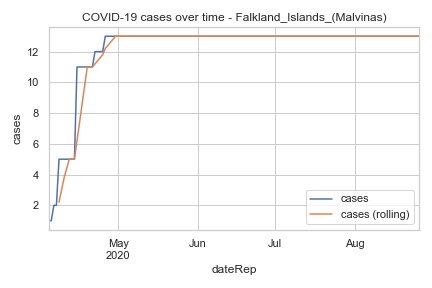 COVID-19 cases over time - Falkland_Islands_(Malvinas)
cases
12
10
8
6
4
2
cases
cases (rolling)
May
2020
Jun
Jul
Aug
dateRep